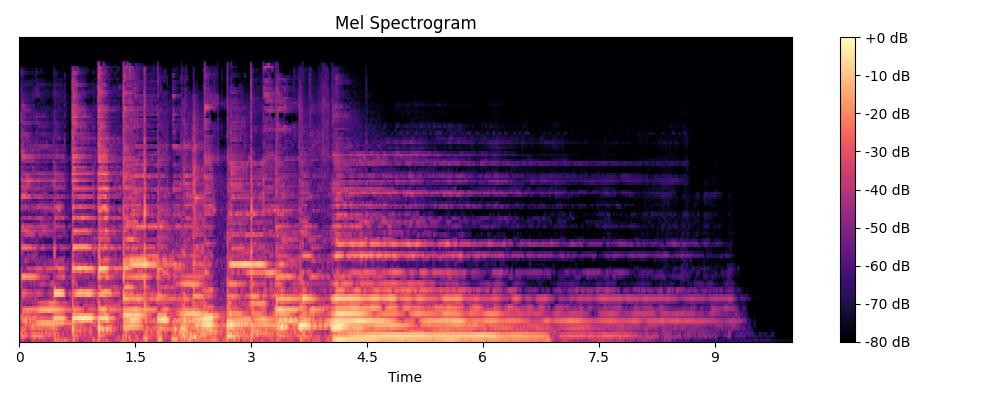 Mel Spectrogram
+0 dB
-10 dB
-20 dB
-30 dB
-40 dB
-50 dB
-60 dB
-70 dB
-80 dB
0 1.5 3 4.5 6 7.5 9
Time